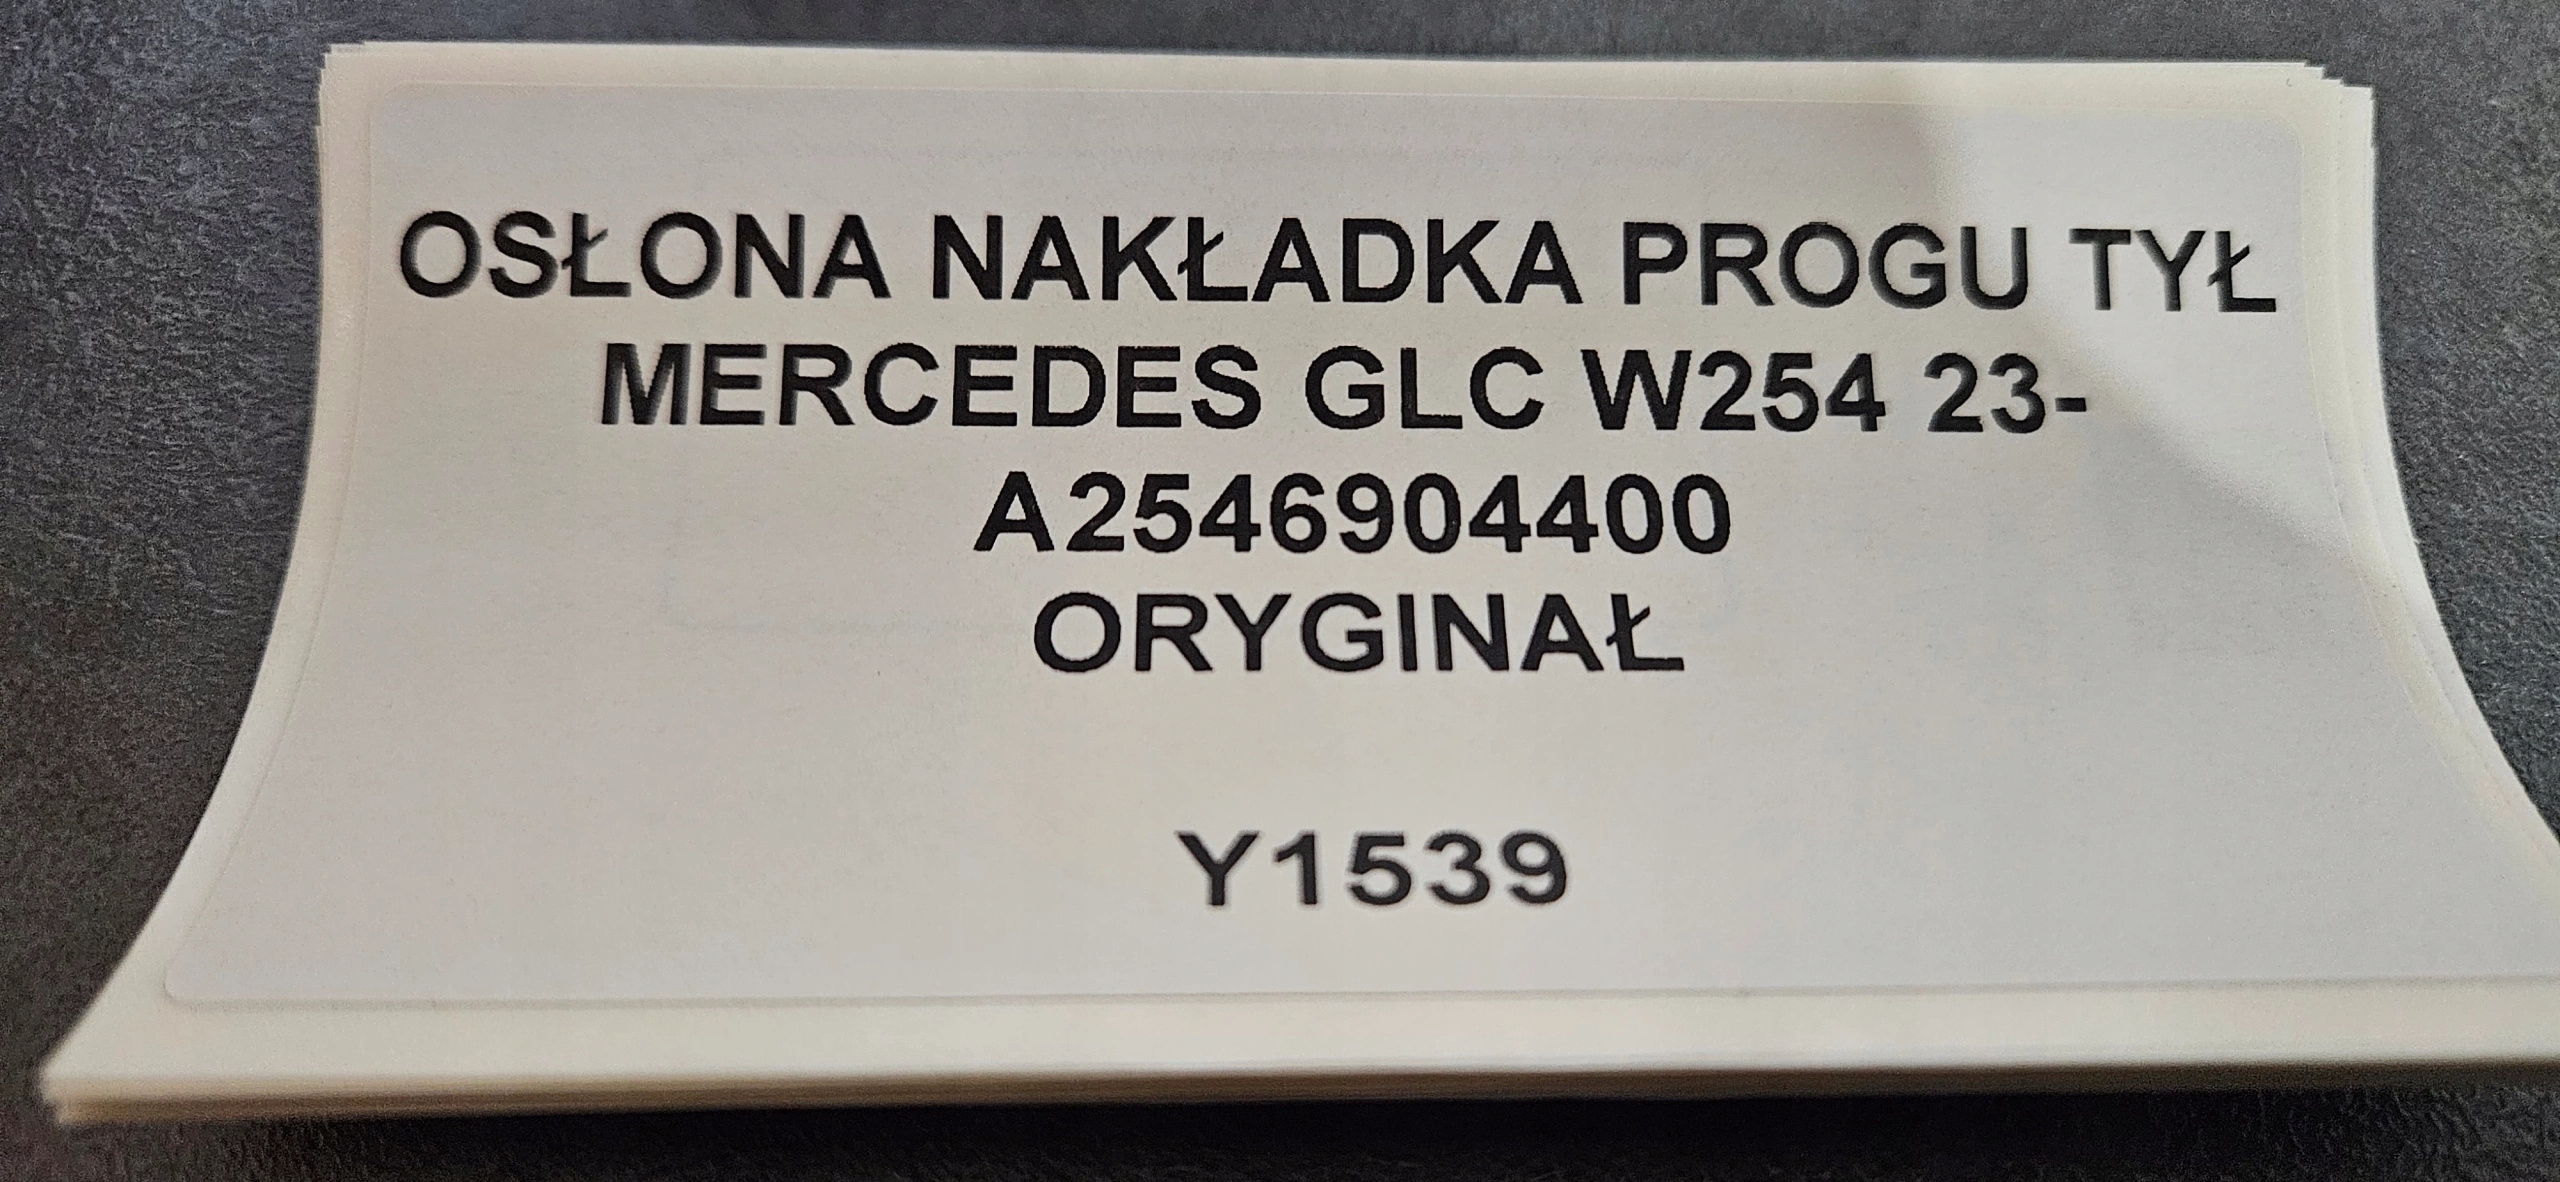 OSŁONA NAKŁADKA PROGU TYŁ
MERCEDES GLC W254 23-
A2546904400
ORYGINAŁ
Y1539